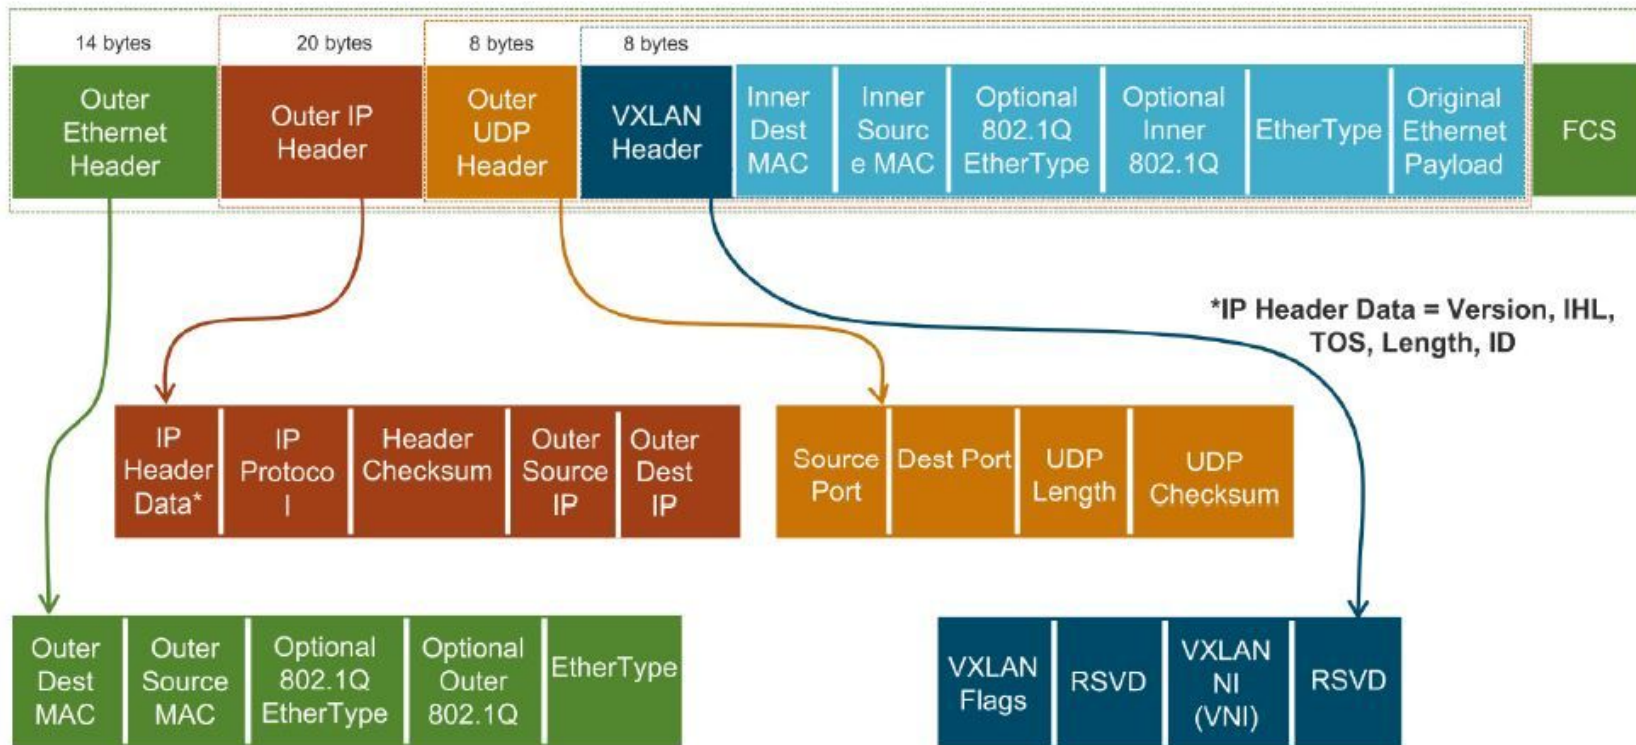 14 bytes
20 bytes
8 bytes
8 bytes
Outer
Ethernet
Header
Outer IP
Header
Outer
UDP
Header
VXLAN
Header
Inner
Dest
MAC
Inner
Sourc
e MAC
Optional
802.1Q
EtherType
Optional
Inner
802.1Q
EtherType
Original
Ethernet
Payload
FCS
*IP Header Data = Version, IHL,
TOS, Length, ID
IP
Header
Data*
IP
Protoco
l
Header
Checksum
Outer
Source
IP
Outer
Dest
IP
Source
Port
Dest Port
UDP
Length
UDP
Checksum
Outer
Dest
MAC
Outer
Source
MAC
Optional
802.1Q
EtherType
Optional
Outer
802.1Q
EtherType
VXLAN
Flags
RSVD
VXLAN
NI
(VNI)
RSVD